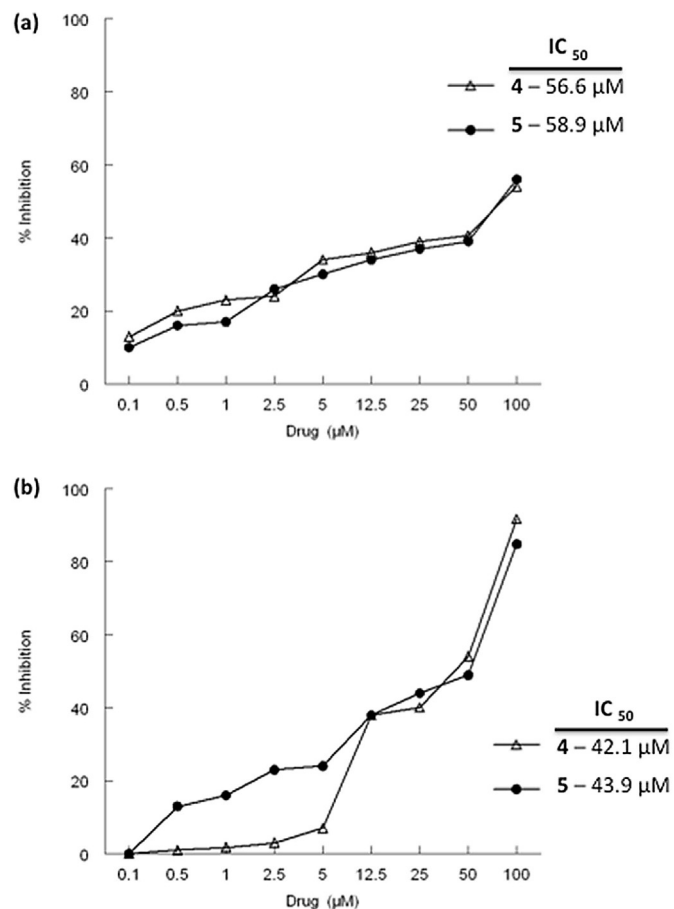 (a)
100
80
60
40
20
0
% Inhibition
IC 50
4 – 56.6 µM
5 – 58.9 µM
0.1 0.5 1 2.5 5 12.5 25 50 100
Drug (µM)
(b)
100
80
60
40
20
0
% Inhibition
IC 50
4 – 42.1 µM
5 – 43.9 µM
0.1 0.5 1 2.5 5 12.5 25 50 100
Drug (µM)